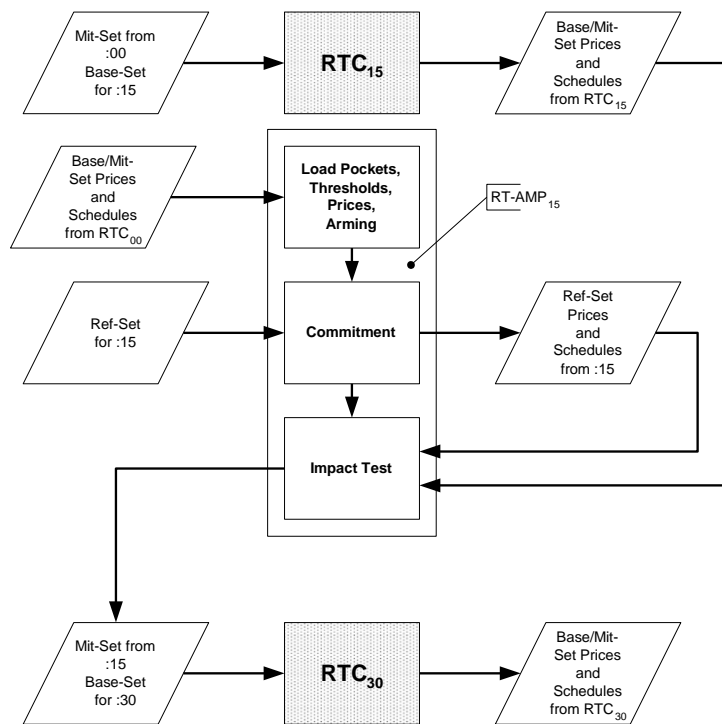 Mit-Set from
:00
Base-Set
for :15
RTC15
Base/Mit-
Set Prices
and
Schedules
from RTC15
Base/Mit-
Set Prices
and
Schedules
from RTC00
Load Pockets,
Thresholds,
Prices,
Arming
RT-AMP15
Ref-Set
for :15
Commitment
Ref-Set
Prices
and
Schedules
from :15
Impact Test
Mit-Set from
:15
Base-Set
for :30
RTC30
Base/Mit-
Set Prices
and
Schedules
from RTC30